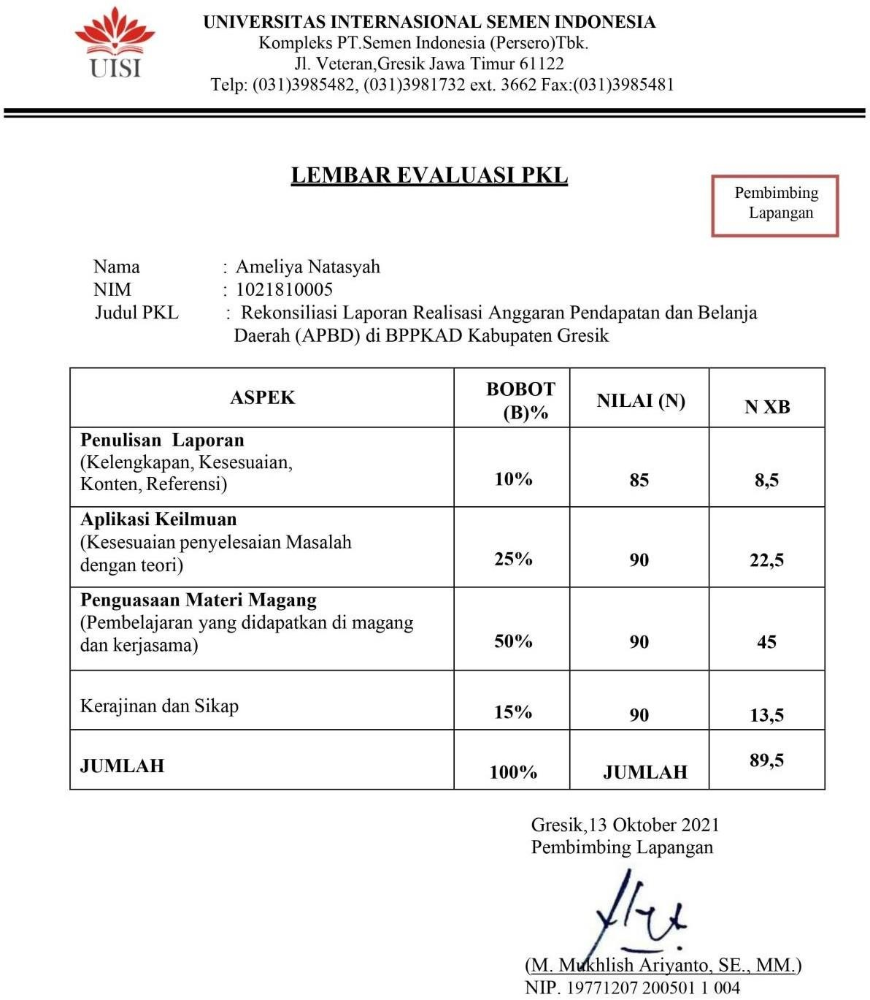 UISI
UNIVERSITAS INTERNASIONAL SEMEN INDONESIA
Kompleks PT.Semen Indonesia (Persero)Tbk.
Jl. Veteran,Gresik Jawa Timur 61122
Telp: (031)3985482, (031)3981732 ext. 3662 Fax:(031)3985481
LEMBAR EVALUASI PKL
Pembimbing
Lapangan
Nama : Ameliya Natasyah
NIM : 1021810005
Judul PKL : Rekonsiliasi Laporan Realisasi Anggaran Pendapatan dan Belanja
Daerah (APBD) di BPPKAD Kabupaten Gresik
ASPEK BOBOT (B)% NILAI (N) N XB
Penulisan Laporan
(Kelengkapan, Kesesuaian,
Konten, Referensi) 10% 85 8,5
Aplikasi Keilmuan
(Kesesuaian penyelesaian Masalah
dengan teori) 25% 90 22,5
Penguasaan Materi Magang
(Pembelajaran yang didapatkan di magang
dan kerjasama) 50% 90 45
Kerajinan dan Sikap 15% 90 13,5
JUMLAH 100% JUMLAH 89,5
Gresik,13 Oktober 2021
Pembimbing Lapangan
(M. Mukhlish Ariyanto, SE., MM.)
NIP. 19771207 200501 1 004